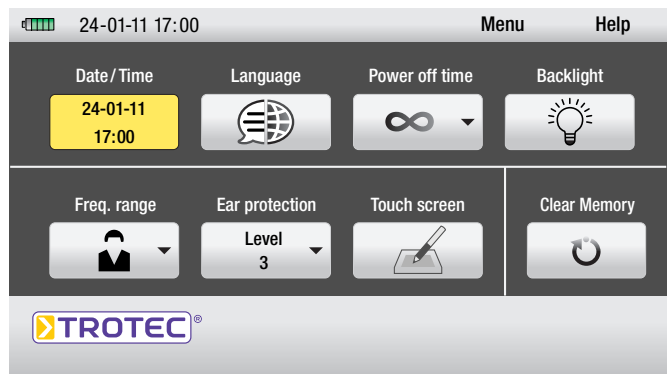 24-01-11 17:00 Menu Help
Date/Time Language Power off time Backlight
24-01-11
17:00
Freq. range Ear protection Touch screen Clear Memory
Level
3
TROTEC®